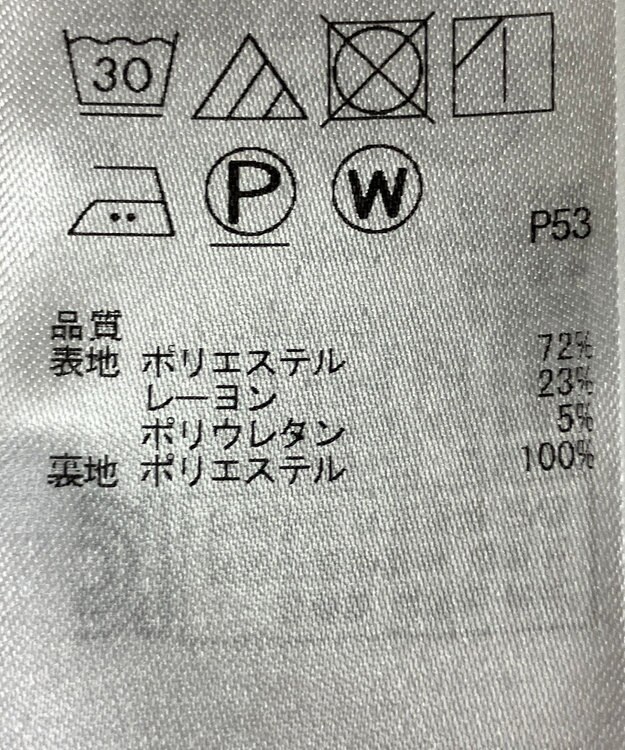 30
P W
P53
品質
表地 ポリエステル 72%
レーヨン 23%
ポリウレタン 5%
裏地 ポリエステル 100%